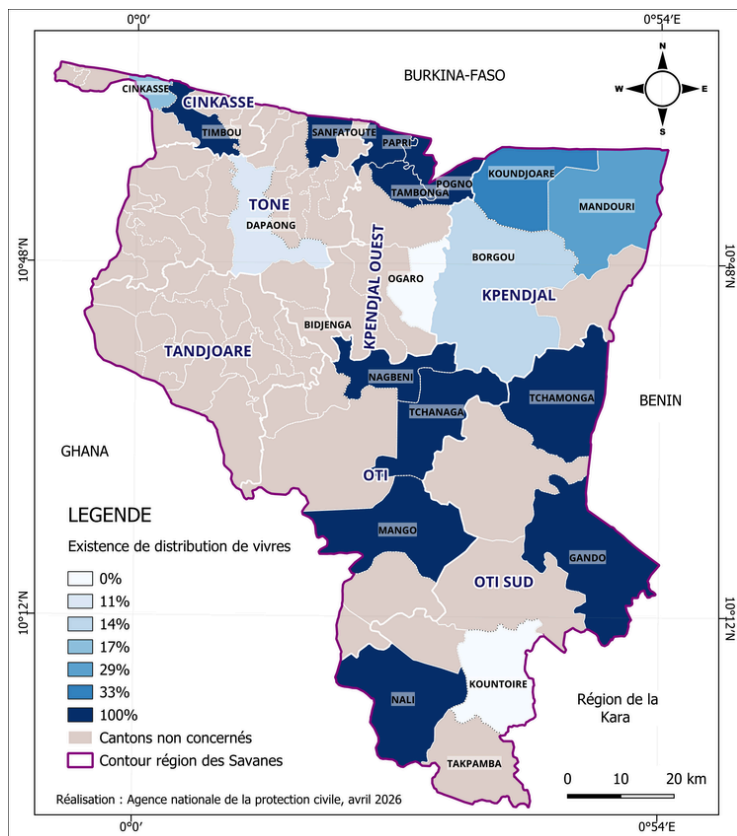 0°0'
0°54'E
BURKINA-FASO
N
W
E
S
CINKASSE
CINKASSE
TIMBOU
SANFATOUTE
PAPRI
TAMBONGA
POGNO
KOUNDJOARE
MANDOURI
TONE
DAPAONG
BORGOU
10°48'N
10°48'N
OGARO
KPENDJAL OUEST
KPENDJAL
BIDJENGA
TANDJOARE
NAGBENI
TCHANAGA
TCHAMONGA
BENIN
GHANA
OTI
LEGENDE
Existence de distribution de vivres
0%
11%
14%
17%
29%
33%
100%
Cantons non concernés
Contour région des Savanes
MANGO
GANDO
OTI SUD
10°12'N
10°12'N
KOUNTOIRE
NALI
Région de la
Kara
TAKPAMBA
0 10 20 km
Réalisation : Agence nationale de la protection civile, avril 2026
0°0'
0°54'E